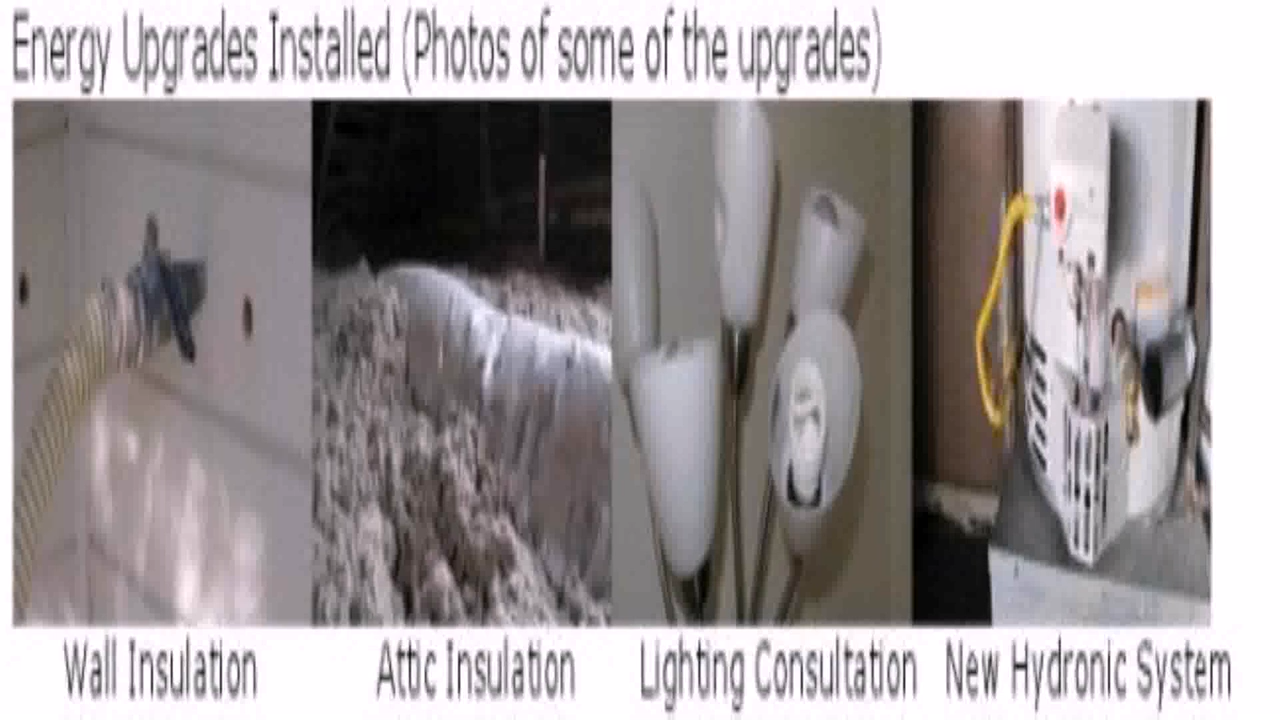 Energy Upgrades Installed (Photos of some of the upgrades)
Wall Insulation
Attic Insulation
Lighting Consultation
New Hydronic System